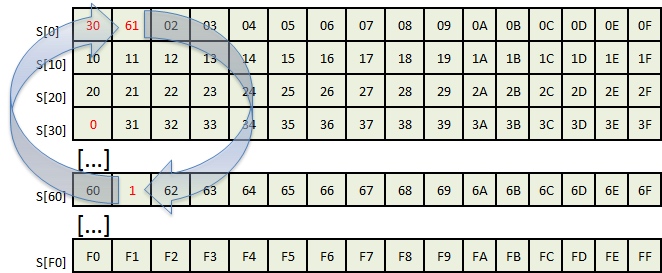 S[0] 30 61 02 03 04 05 06 07 08 09 0A 0B 0C 0D 0E 0F
S[10] 10 11 12 13 14 15 16 17 18 19 1A 1B 1C 1D 1E 1F
S[20] 20 21 22 23 24 25 26 27 28 29 2A 2B 2C 2D 2E 2F
S[30] 0 31 32 33 34 35 36 37 38 39 3A 3B 3C 3D 3E 3F
[...]
S[60] 60 1 62 63 64 65 66 67 68 69 6A 6B 6C 6D 6E 6F
[...]
S[F0] F0 F1 F2 F3 F4 F5 F6 F7 F8 F9 FA FB FC FD FE FF